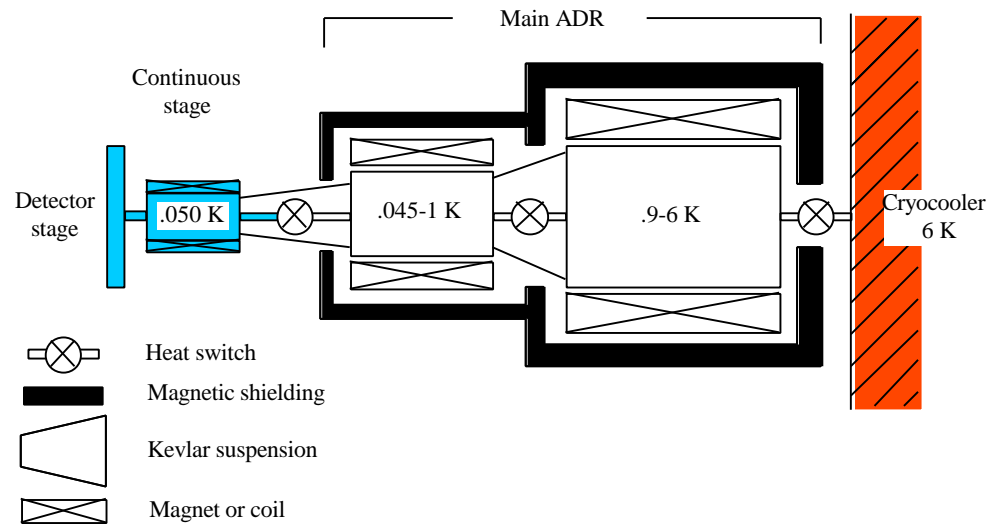 Main ADR
Continuous
stage
Detector
stage
.050 K
.045-1 K
.9-6 K
Cryocooler
6 K
Heat switch
Magnetic shielding
Kevlar suspension
Magnet or coil